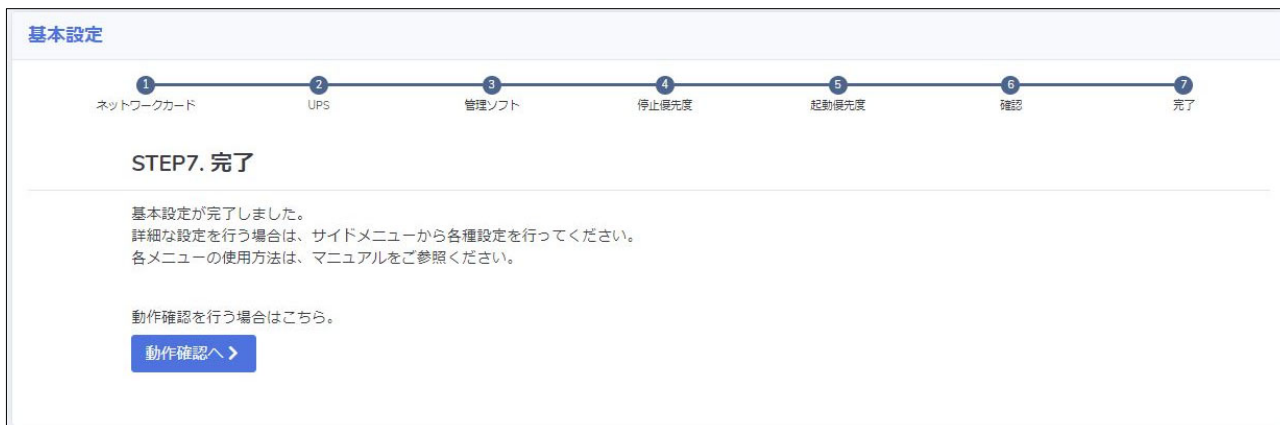 基本設定
1 2 3 4 5 6 7
ネットワークカード UPS 管理ソフト 停止優先度 起動優先度 確認 完了
STEP7. 完了
基本設定が完了しました。
詳細な設定を行う場合は、サイドメニューから各種設定を行ってください。
各メニューの使用方法は、マニュアルをご参照ください。
動作確認を行う場合はこちら。
動作確認へ